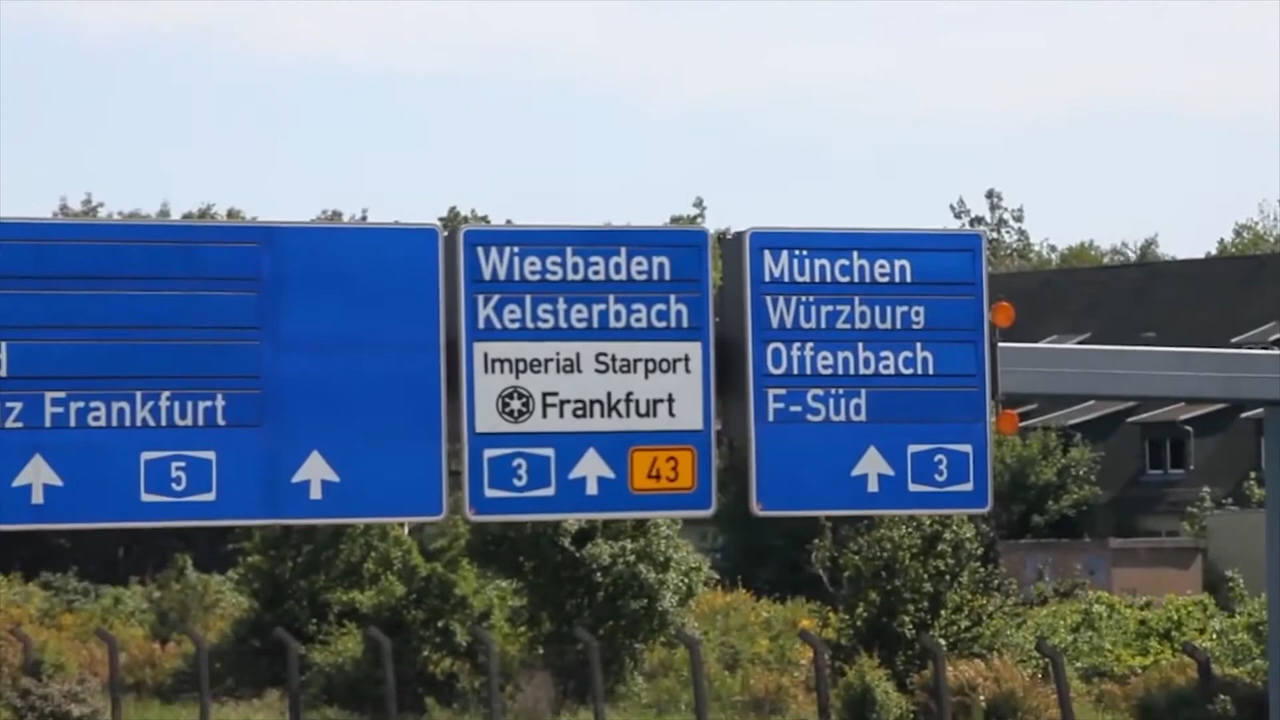 z Frankfurt
5
Wiesbaden
Kelsterbach
Imperial Starport
Frankfurt
3
43
München
Würzburg
Offenbach
F-Süd
3